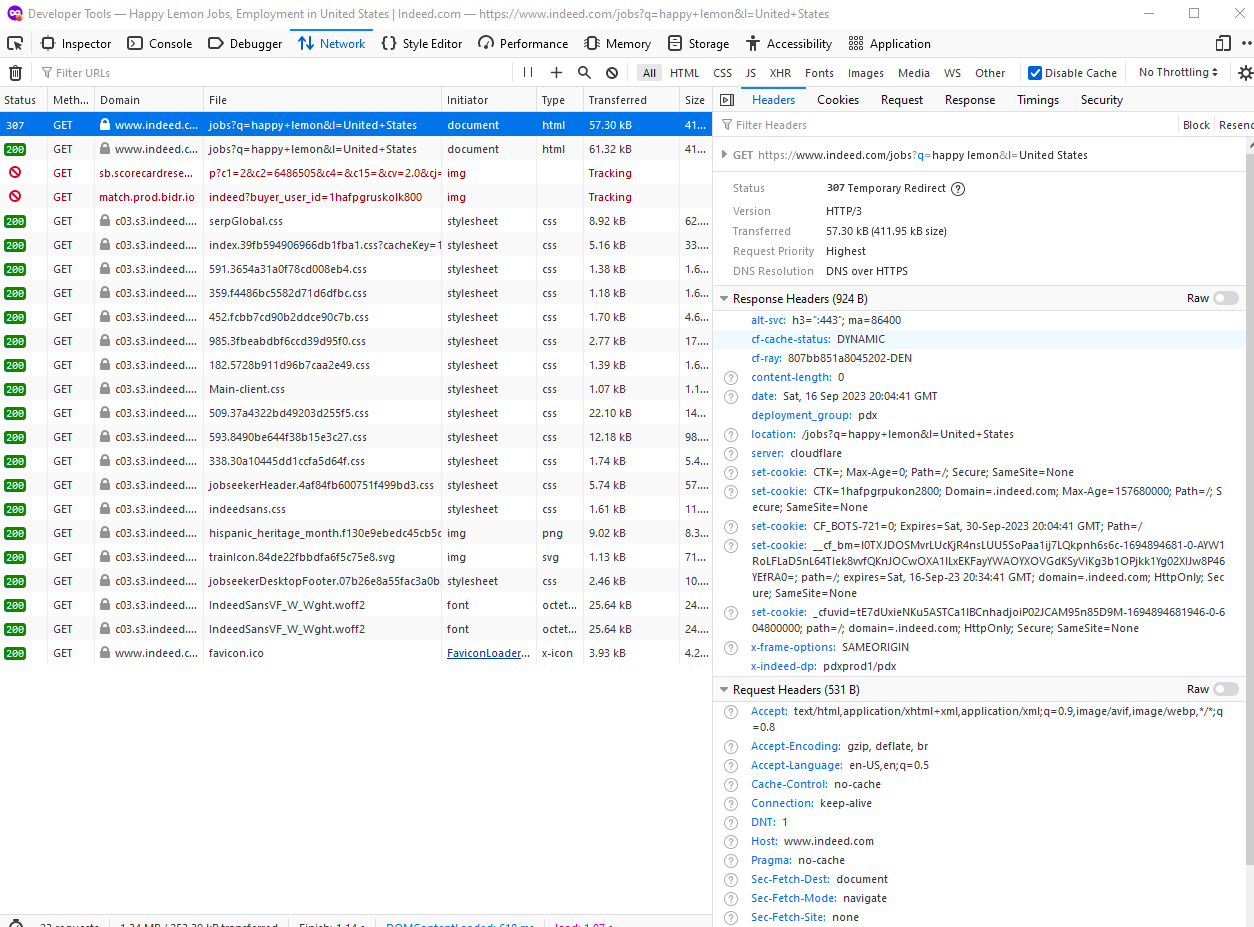 Developer Tools — Happy Lemon Jobs, Employment in United States | Indeed.com — https://www.indeed.com/jobs?q=happy+lemon&l=United+States
Inspector Console Debugger Network Style Editor Performance Memory Storage Accessibility Application
Filter URLs All HTML CSS JS XHR Fonts Images Media WS Other Disable Cache No Throttling
Status Meth... Domain File Initiator Type Transferred Size
307 GET www.indeed.c... jobs?q=happy+lemon&l=United+States document html 57.30 kB 41...
200 GET www.indeed.c... jobs?q=happy+lemon&l=United+States document html 61.32 kB 41...
GET sb.scorecardrese... p?c1=2&c2=6486505&c4=&c15=&cv=2.0&cj= img Tracking
GET match.prod.bidr.io indeed?buyer_user_id=1hafpgruskolk800 img Tracking
200 GET c03.s3.indeed.... serpGlobal.css stylesheet css 8.92 kB 62...
200 GET c03.s3.indeed.... index.39fb594906966db1fba1.css?cacheKey=1 stylesheet css 5.16 kB 33...
200 GET c03.s3.indeed.... 591.3654a31a0f78cd008eb4.css stylesheet css 1.38 kB 1.6...
200 GET c03.s3.indeed.... 359.f4486bc5582d71d6dfbc.css stylesheet css 1.18 kB 1.6...
200 GET c03.s3.indeed.... 452.fcbb7cd90b2ddce90c7b.css stylesheet css 1.70 kB 4.6...
200 GET c03.s3.indeed.... 985.3fbeabdbf6ccd39d95f0.css stylesheet css 2.77 kB 17....
200 GET c03.s3.indeed.... 182.5728b911d96b7caa2e49.css stylesheet css 1.39 kB 1.6...
200 GET c03.s3.indeed.... Main-client.css stylesheet css 1.07 kB 1.1...
200 GET c03.s3.indeed.... 509.37a4322bd49203d255f5.css stylesheet css 22.10 kB 14...
200 GET c03.s3.indeed.... 593.8490be644f38b15e3c27.css stylesheet css 12.18 kB 98...
200 GET c03.s3.indeed.... 338.30a10445dd1ccfa5d64f.css stylesheet css 1.74 kB 5.4...
200 GET c03.s3.indeed.... jobseekerHeader.4af84fb600751f499bd3.css stylesheet css 5.74 kB 57...
200 GET c03.s3.indeed.... indeedsans.css stylesheet css 1.61 kB 11....
200 GET c03.s3.indeed.... hispanic_heritage_month.f130e9ebedc45cb5c img png 9.02 kB 8.3...
200 GET c03.s3.indeed.... trainIcon.84de22fbbdfa6f5c75e8.svg img svg 1.13 kB 71...
200 GET c03.s3.indeed.... jobseekerDesktopFooter.07b26e8a55fac3a0b stylesheet css 2.46 kB 10...
200 GET c03.s3.indeed.... IndeedSansVF_W_Wght.woff2 font octet... 25.64 kB 24...
200 GET c03.s3.indeed.... IndeedSansVF_W_Wght.woff2 font octet... 25.64 kB 24...
200 GET www.indeed.c... favicon.ico FaviconLoader... x-icon 3.93 kB 4.2...
Headers Cookies Request Response Timings Security
Filter Headers Block Resend
GET https://www.indeed.com/jobs?q=happy lemon&l=United States
Status 307 Temporary Redirect
Version HTTP/3
Transferred 57.30 kB (411.95 kB size)
Request Priority Highest
DNS Resolution DNS over HTTPS
Response Headers (924 B) Raw
alt-svc: h3=":443"; ma=86400
cf-cache-status: DYNAMIC
cf-ray: 807bb851a8045202-DEN
content-length: 0
date: Sat, 16 Sep 2023 20:04:41 GMT
deployment_group: pdx
location: /jobs?q=happy+lemon&l=United+States
server: cloudflare
set-cookie: CTK=; Max-Age=0; Path=/; Secure; SameSite=None
set-cookie: CTK=1hafpgrpukon2800; Domain=.indeed.com; Max-Age=157680000; Path=/; S
ecure; SameSite=None
set-cookie: CF_BOTS-721=0; Expires=Sat, 30-Sep-2023 20:04:41 GMT; Path=/
set-cookie: __cf_bm=I0TXJDOSMvrLUcKjR4nsLUU5SoPaa1ij7LQkpnh6s6c-1694894681-0-AYW1
RoLFLaD5nL64TIek8wfQKnJOCwOXA1ILxEKFayYWAOYXOVGdKSyViKg3b1OPjkk1Yg02XIJw8P46
YEfRA0=; path=/; expires=Sat, 16-Sep-23 20:34:41 GMT; domain=.indeed.com; HttpOnly; Sec
ure; SameSite=None
set-cookie: _cfuvid=tE7dUxieNKu5ASTCa1IBCnhadjoiP02JCAM95n85D9M-1694894681946-0-6
04800000; path=/; domain=.indeed.com; HttpOnly; Secure; SameSite=None
x-frame-options: SAMEORIGIN
x-indeed-dp: pdxprod1/pdx
Request Headers (531 B) Raw
Accept: text/html,application/xhtml+xml,application/xml;q=0.9,image/avif,image/webp,*/*;q
=0.8
Accept-Encoding: gzip, deflate, br
Accept-Language: en-US,en;q=0.5
Cache-Control: no-cache
Connection: keep-alive
DNT: 1
Host: www.indeed.com
Pragma: no-cache
Sec-Fetch-Dest: document
Sec-Fetch-Mode: navigate
Sec-Fetch-Site: none